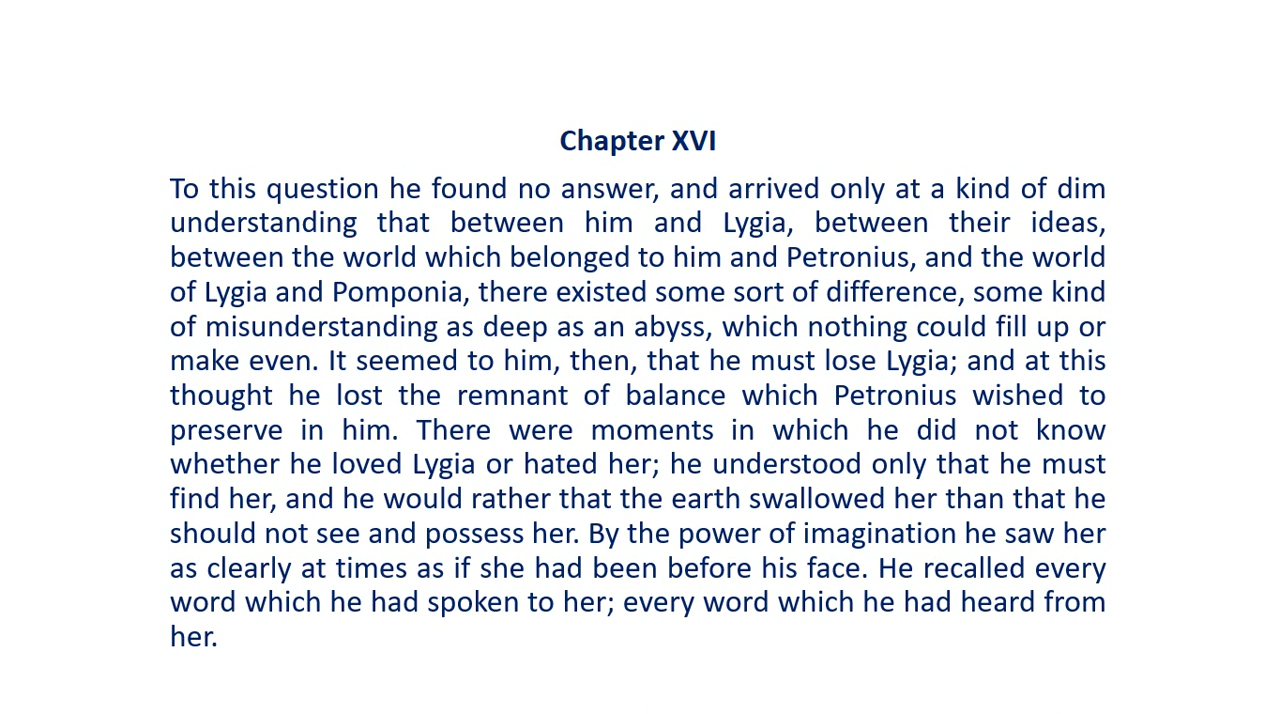 Chapter XVI
To this question he found no answer, and arrived only at a kind of dim
understanding that between him and Lygia, between their ideas,
between the world which belonged to him and Petronius, and the world
of Lygia and Pomponia, there existed some sort of difference, some kind
of misunderstanding as deep as an abyss, which nothing could fill up or
make even. It seemed to him, then, that he must lose Lygia; and at this
thought he lost the remnant of balance which Petronius wished to
preserve in him. There were moments in which he did not know
whether he loved Lygia or hated her; he understood only that he must
find her, and he would rather that the earth swallowed her than that he
should not see and possess her. By the power of imagination he saw her
as clearly at times as if she had been before his face. He recalled every
word which he had spoken to her; every word which he had heard from
her.